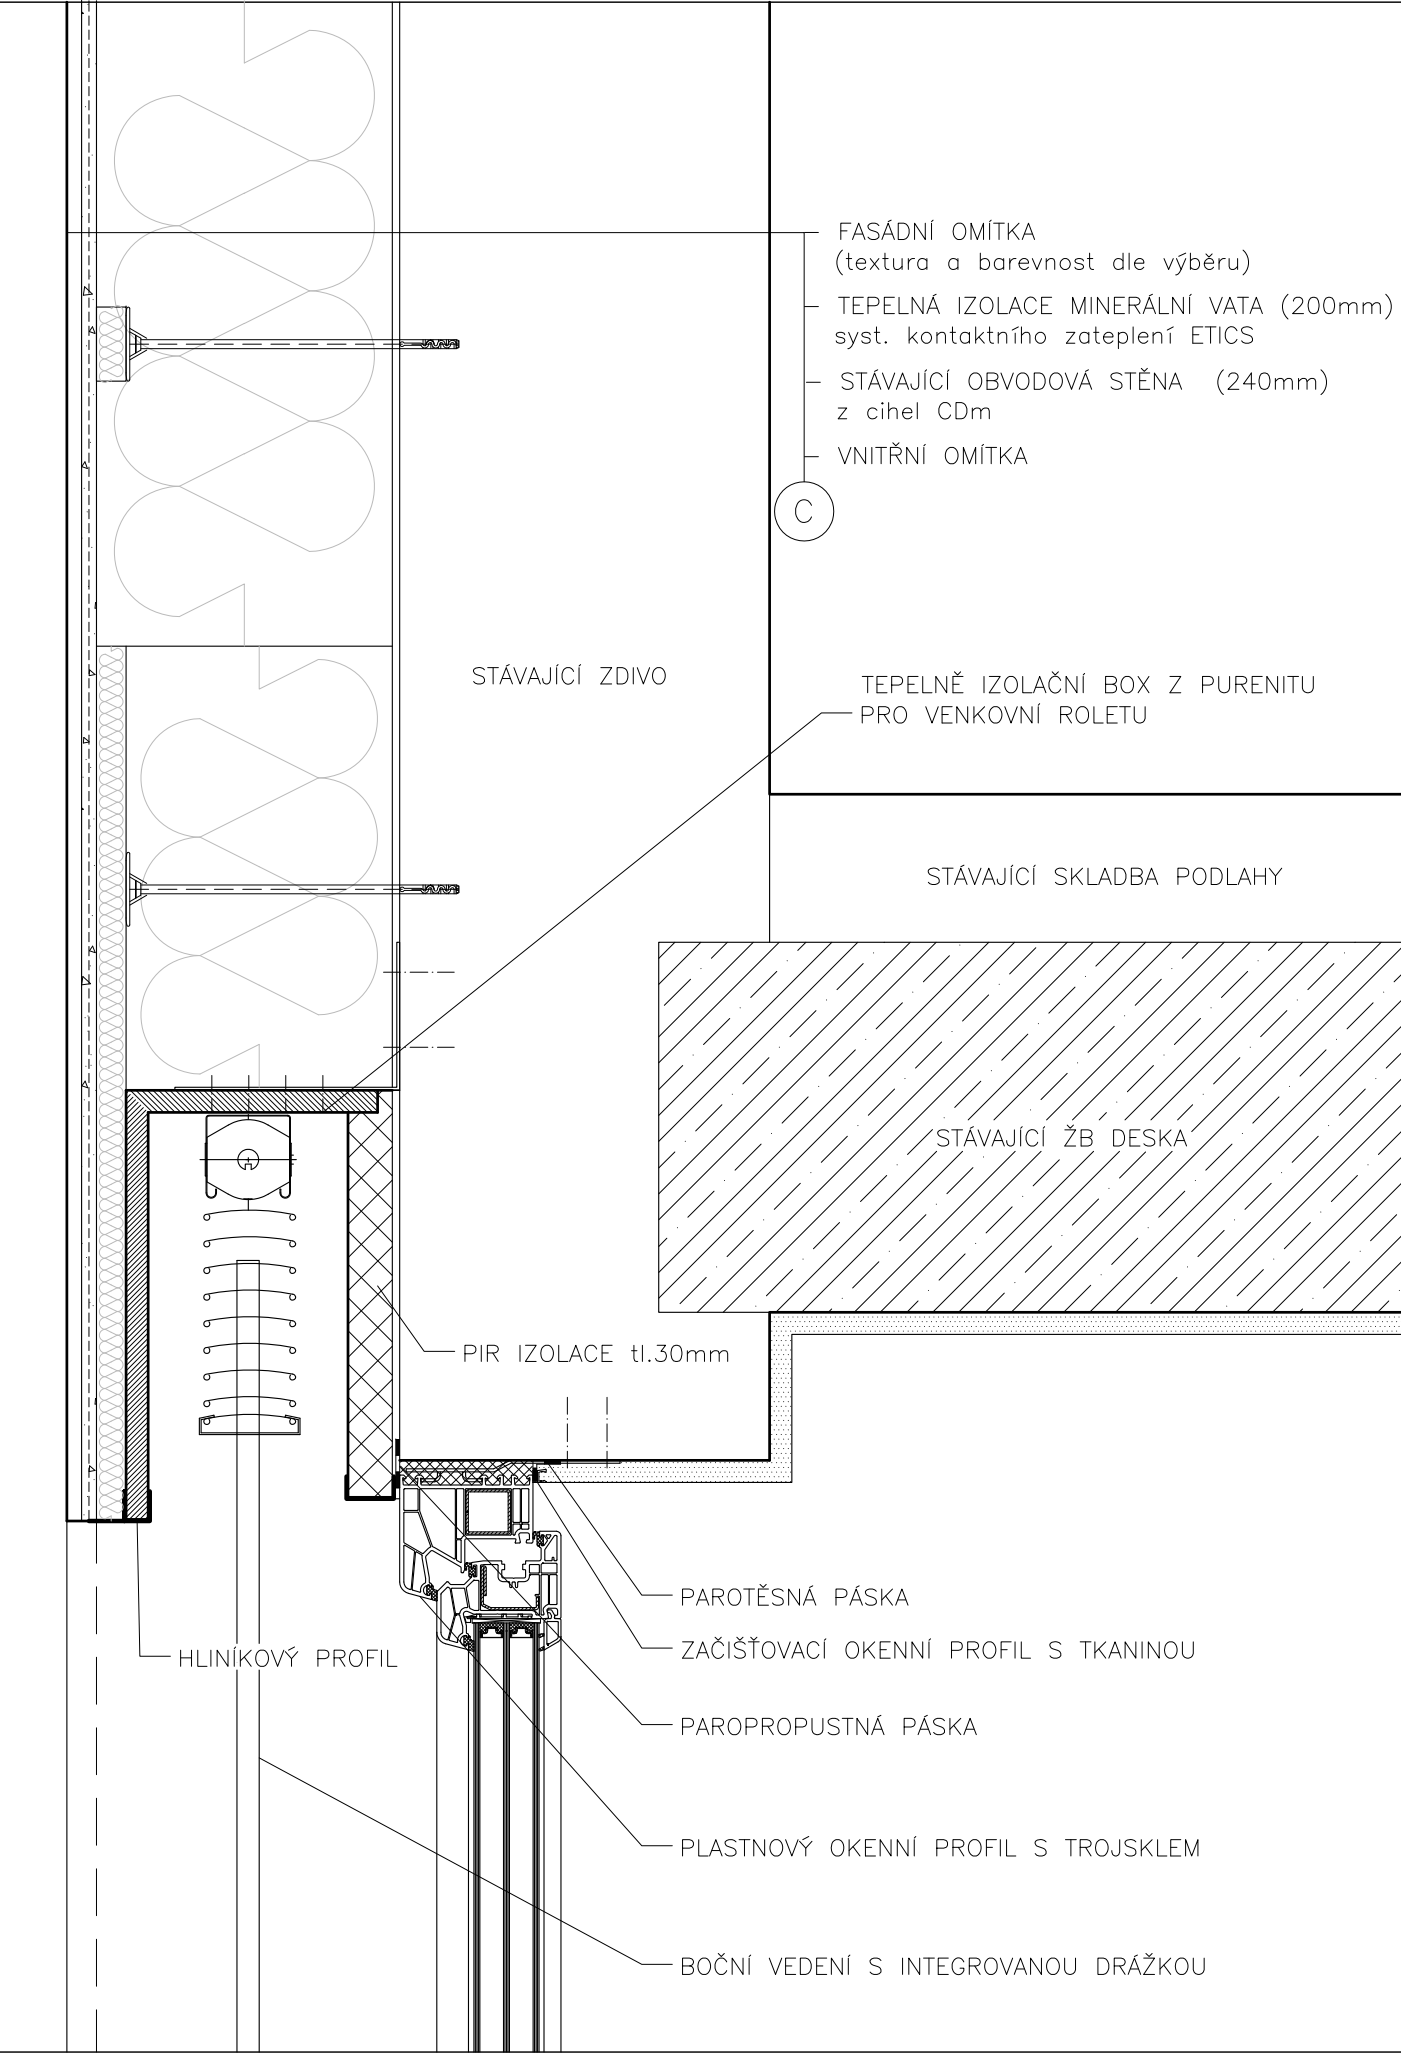 FASÁDNÍ OMÍTKA
(textura a barevnost dle výběru)
TEPELNÁ IZOLACE MINERÁLNÍ VATA (200mm)
syst. kontaktního zateplení ETICS
STÁVAJÍCÍ OBVODOVÁ STĚNA (240mm)
z cihel CDm
VNITŘNÍ OMÍTKA
C
STÁVAJÍCÍ ZDIVO
TEPELNĚ IZOLAČNÍ BOX Z PURENITU
PRO VENKOVNÍ ROLETU
STÁVAJÍCÍ SKLADBA PODLAHY
STÁVAJÍCÍ ŽB DESKA
PIR IZOLACE tl.30mm
PAROTĚSNÁ PÁSKA
ZAČIŠŤOVACÍ OKENNÍ PROFIL S TKANINOU
HLINÍKOVÝ PROFIL
PAROPROPUSTNÁ PÁSKA
PLASTNOVÝ OKENNÍ PROFIL S TROJSKLEM
BOČNÍ VEDENÍ S INTEGROVANOU DRÁŽKOU